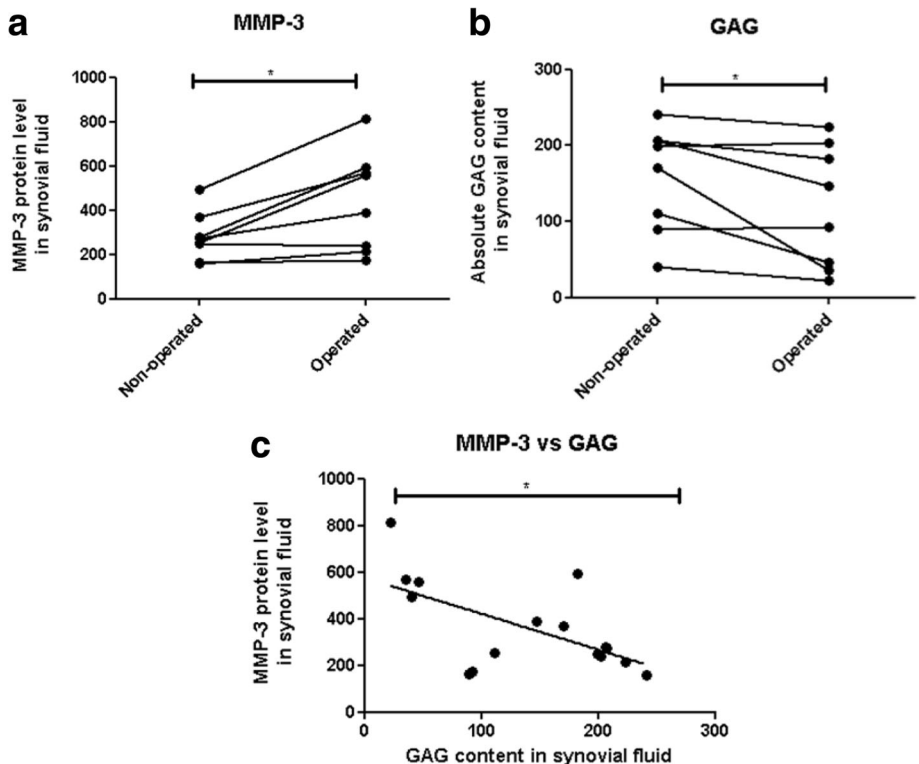 a
MMP-3
MMP-3 protein level
in synovial fluid
1000
800
600
400
200
0
*
Non-operated
Operated
b
GAG
Absolute GAG content
in synovial fluid
300
200
100
0
*
Non-operated
Operated
c
MMP-3 vs GAG
MMP-3 protein level
in synovial fluid
1000
800
600
400
200
0
*
0 100 200 300
GAG content in synovial fluid